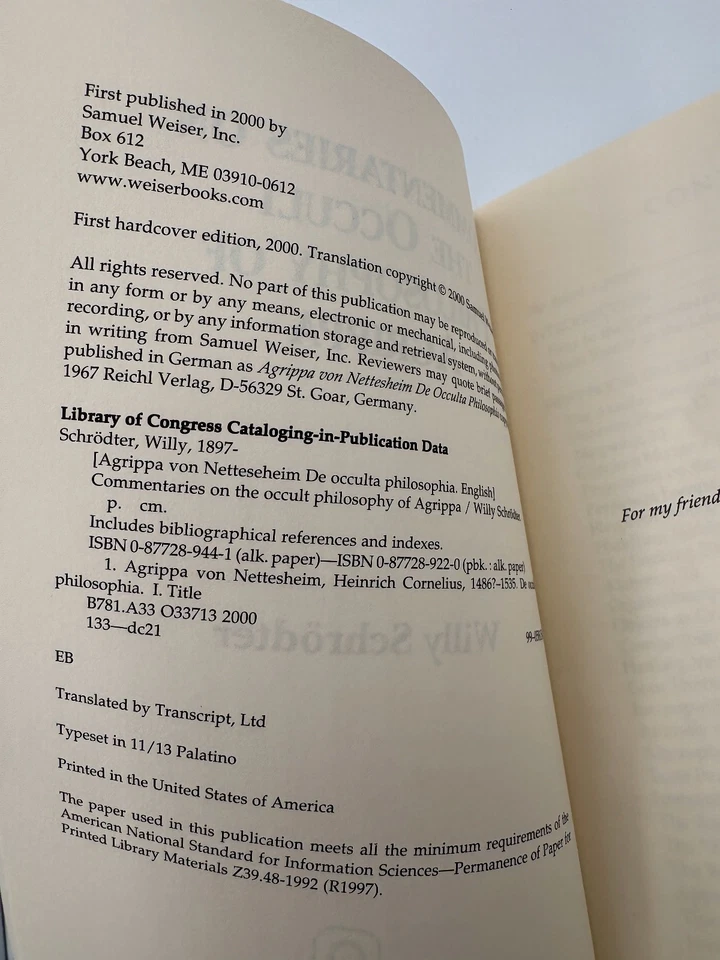 First published in 2000 by
Samuel Weiser, Inc.
Box 612
York Beach, ME 03910-0612
www.weiserbooks.com
First hardcover edition, 2000. Translation copyright © 2000 Samuel
All rights reserved. No part of this publication may be reproduced
in any form or by any means, electronic or mechanical, including
recording, or by any information storage and retrieval system, without
in writing from Samuel Weiser, Inc. Reviewers may quote brief
published in German as Agrippa von Nettesheim De Occulta Philosophia
1967 Reichl Verlag, D-56329 St. Goar, Germany.
Library of Congress Cataloging-in-Publication Data
Schrödter, Willy, 1897-
[Agrippa von Netteseheim De occulta philosophia. English]
Commentaries on the occult philosophy of Agrippa / Willy Schrödter.
p. cm.
Includes bibliographical references and indexes.
ISBN 0-87728-944-1 (alk. paper)—ISBN 0-87728-922-0 (pbk. : alk. paper)
1. Agrippa von Nettesheim, Heinrich Cornelius, 1486?-1535. De
philosophia. I. Title
B781.A33 O33713 2000
133—dc21
EB
Translated by Transcript, Ltd
Typeset in 11/13 Palatino
Printed in the United States of America
The paper used in this publication meets all the minimum requirements of the
American National Standard for Information Sciences—Permanence of Paper for
Printed Library Materials Z39.48-1992 (R1997).
For my friend